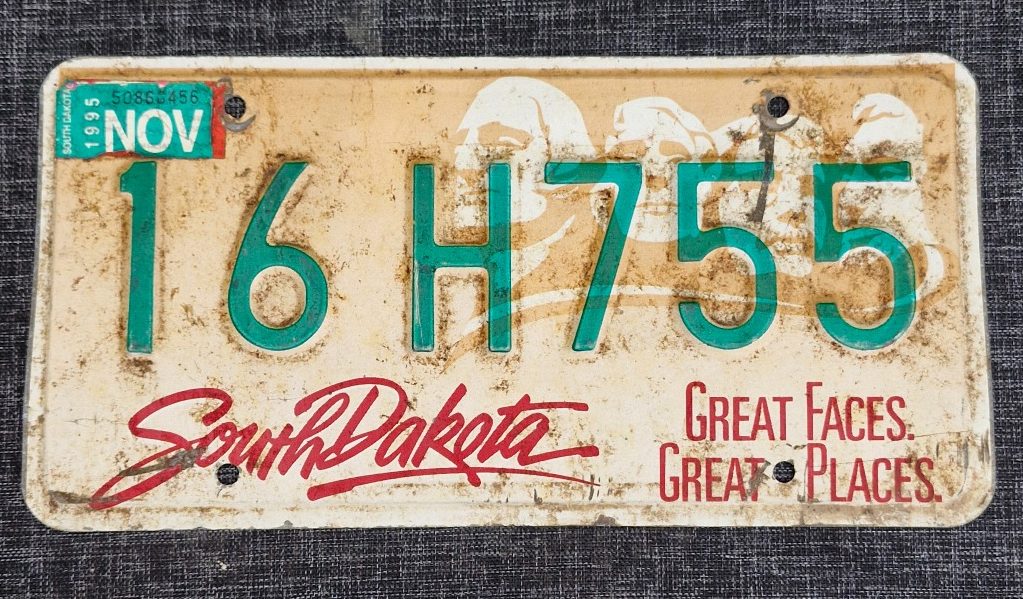 SOUTH DAKOTA
1995
NOV
16 H755
South Dakota
GREAT FACES.
GREAT PLACES.